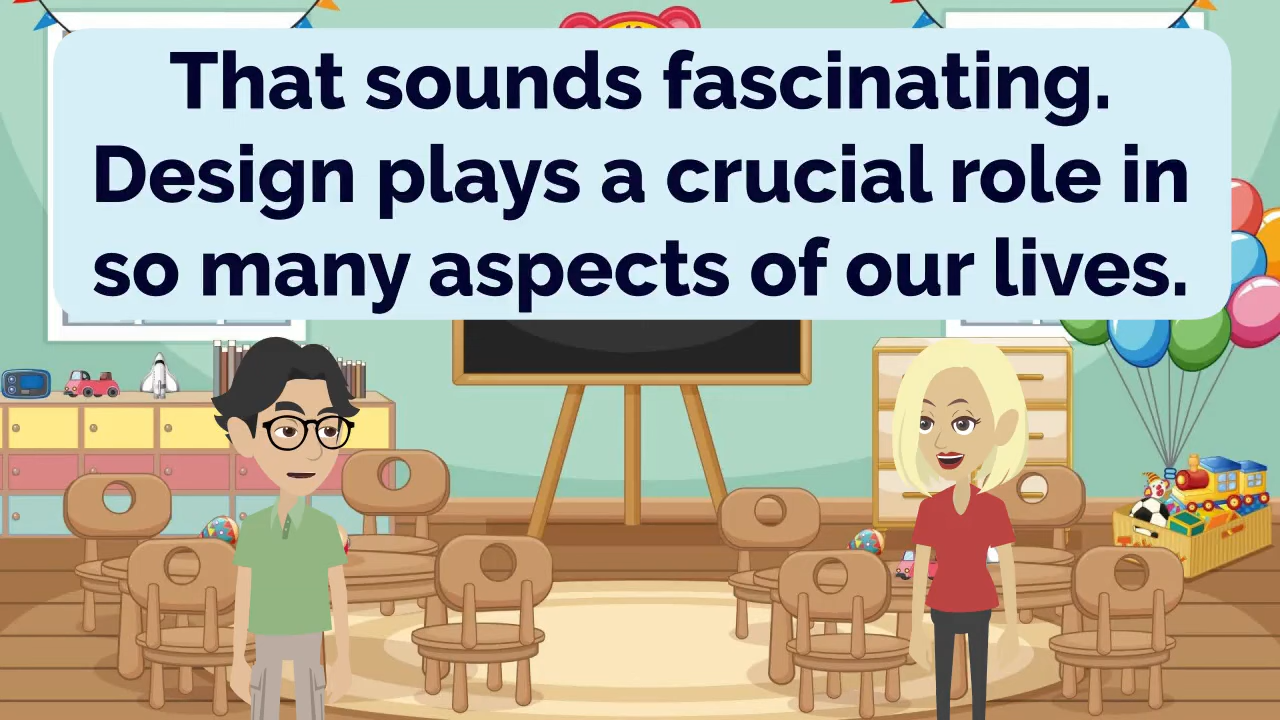 That sounds fascinating.
Design plays a crucial role in
so many aspects of our lives.